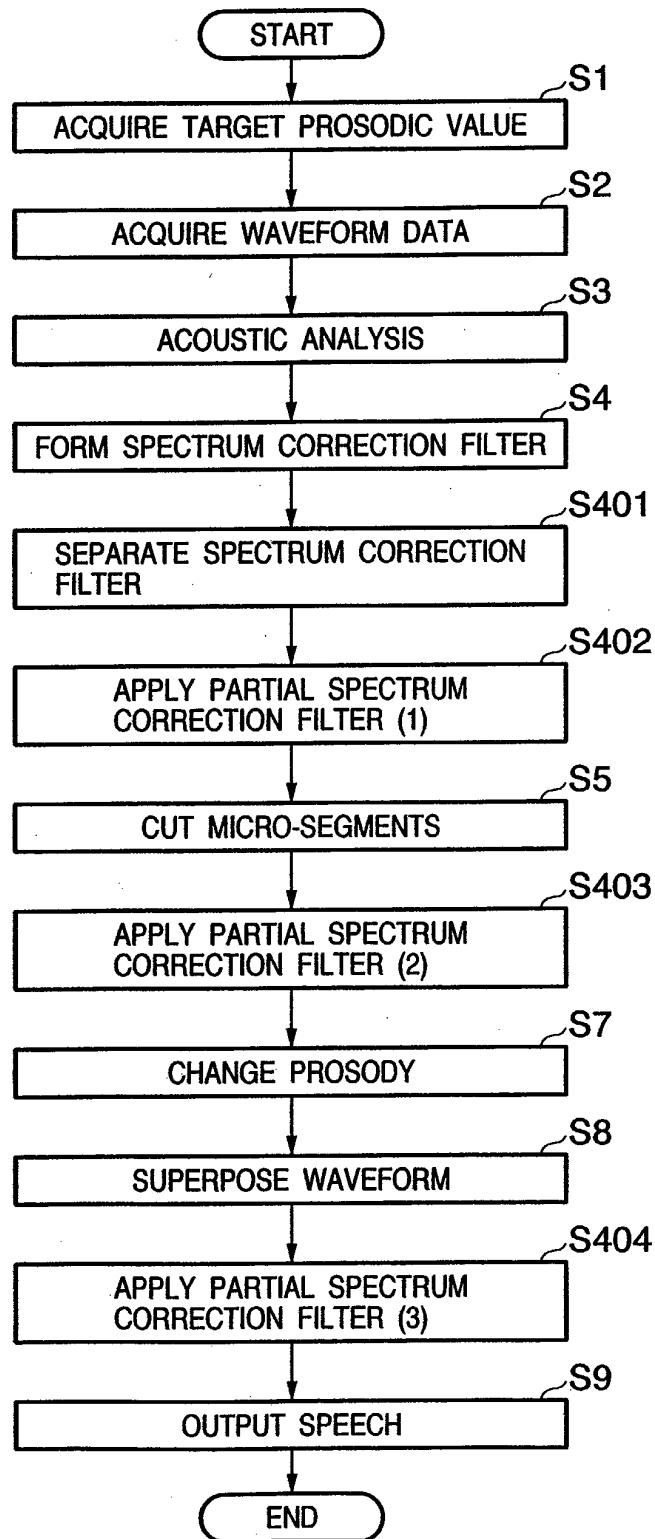 START
S1
ACQUIRE TARGET PROSODIC VALUE
S2
ACQUIRE WAVEFORM DATA
S3
ACOUSTIC ANALYSIS
S4
FORM SPECTRUM CORRECTION FILTER
S401
SEPARATE SPECTRUM CORRECTION
FILTER
S402
APPLY PARTIAL SPECTRUM
CORRECTION FILTER (1)
S5
CUT MICRO-SEGMENTS
S403
APPLY PARTIAL SPECTRUM
CORRECTION FILTER (2)
S7
CHANGE PROSODY
S8
SUPERPOSE WAVEFORM
S404
APPLY PARTIAL SPECTRUM
CORRECTION FILTER (3)
S9
OUTPUT SPEECH
END